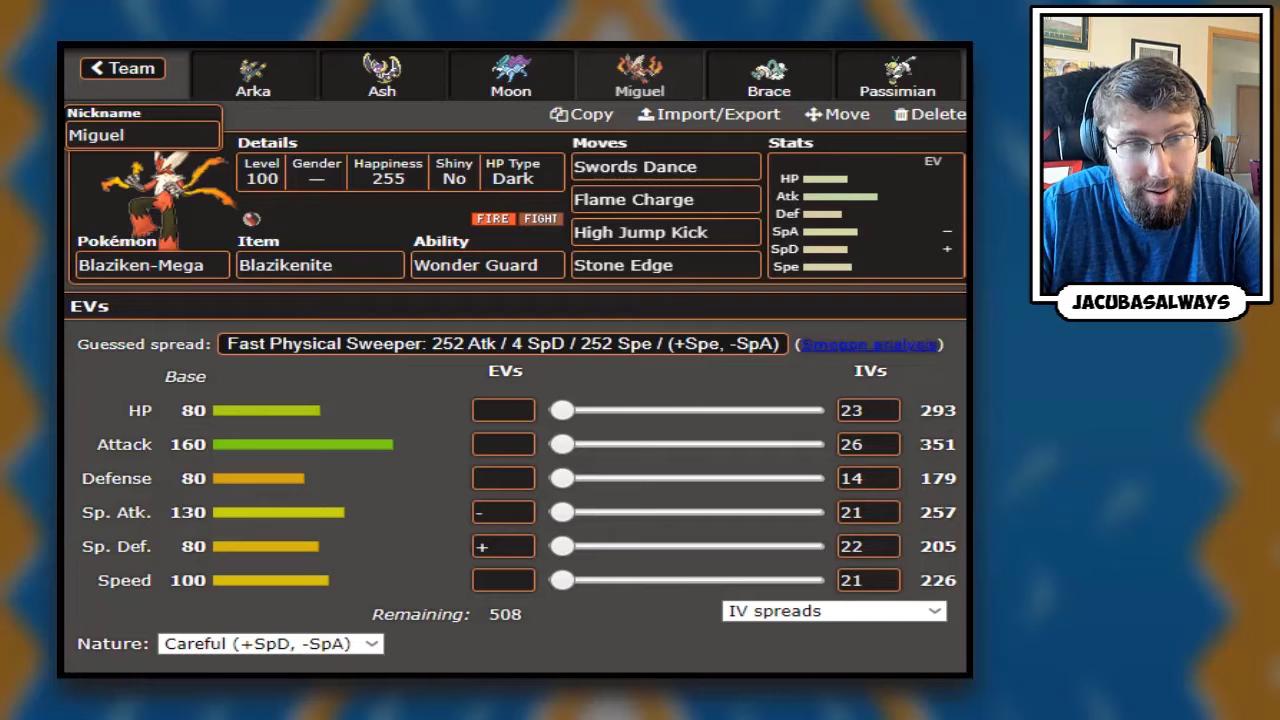 Team
Arka
Ash
Moon
Miguel
Brace
Passimian
Copy Import/Export Move Delete
Nickname
Miguel
Details
Level Gender Happiness Shiny HP Type
100 — 255 No Dark
FIRE FIGHT
Pokémon Item Ability
Blaziken-Mega Blazikenite Wonder Guard
Moves
Swords Dance
Flame Charge
High Jump Kick
Stone Edge
Stats
EV
HP
Atk
Def
SpA −
SpD +
Spe
EVs
Guessed spread: Fast Physical Sweeper: 252 Atk / 4 SpD / 252 Spe / (+Spe, -SpA) (Smogon analysis)
Base EVs IVs
HP 80 23 293
Attack 160 26 351
Defense 80 14 179
Sp. Atk. 130 - 21 257
Sp. Def. 80 + 22 205
Speed 100 21 226
Remaining: 508 IV spreads
Nature: Careful (+SpD, -SpA)
JACUBASALWAYS